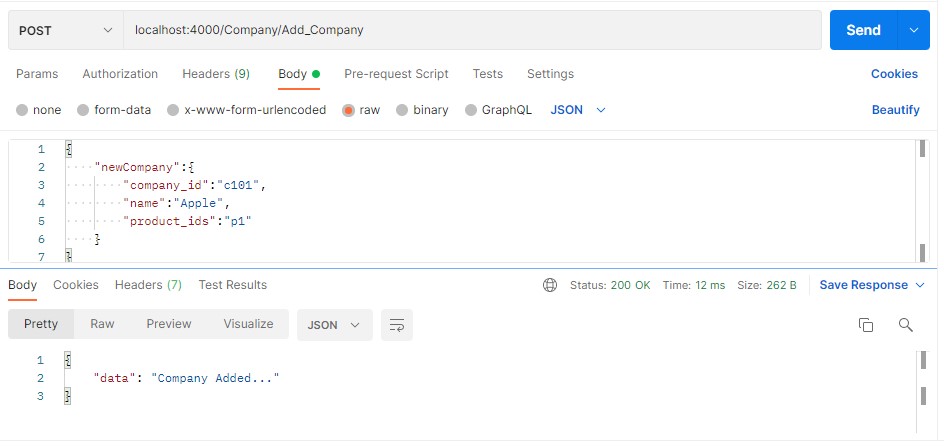 POST localhost:4000/Company/Add_Company Send
Params Authorization Headers (9) Body Pre-request Script Tests Settings Cookies
none form-data x-www-form-urlencoded raw binary GraphQL JSON Beautify
1 {
2 "newCompany":{
3 "company_id":"c101",
4 "name":"Apple",
5 "product_ids":"p1"
6 }
7 }
Body Cookies Headers (7) Test Results Status: 200 OK Time: 12 ms Size: 262 B Save Response
Pretty Raw Preview Visualize JSON
1 {
2 "data": "Company Added..."
3 }